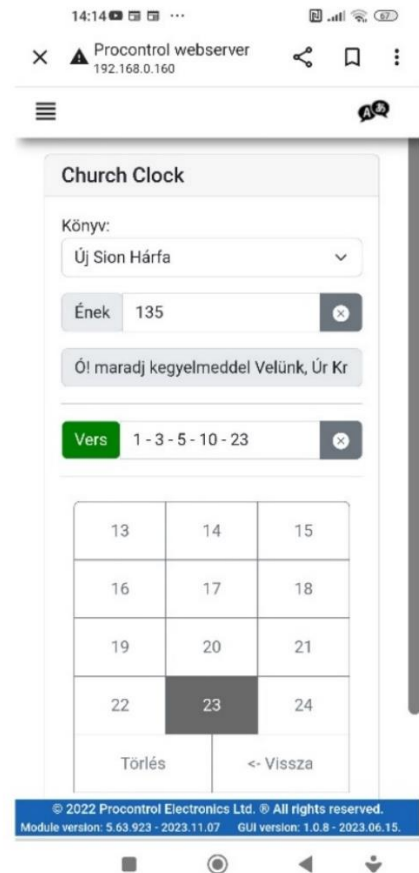 14:14
67
Procontrol webserver
192.168.0.160
Church Clock
Könyv:
Új Sion Hárfa
Ének 135
Ó! maradj kegyelmeddel Velünk, Úr Kr
Vers 1 - 3 - 5 - 10 - 23
13 14 15
16 17 18
19 20 21
22 23 24
Törlés <- Vissza
© 2022 Procontrol Electronics Ltd. ® All rights reserved.
Module version: 5.63.923 - 2023.11.07 GUI version: 1.0.8 - 2023.06.15.